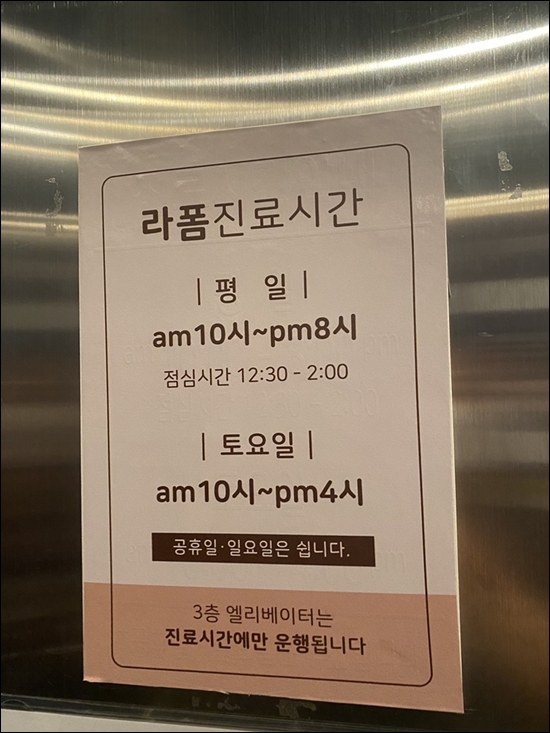 라폼진료시간
| 평 일 |
am10시~pm8시
점심시간 12:30 - 2:00
| 토요일 |
am10시~pm4시
공휴일·일요일은 쉽니다.
3층 엘리베이터는
진료시간에만 운행됩니다